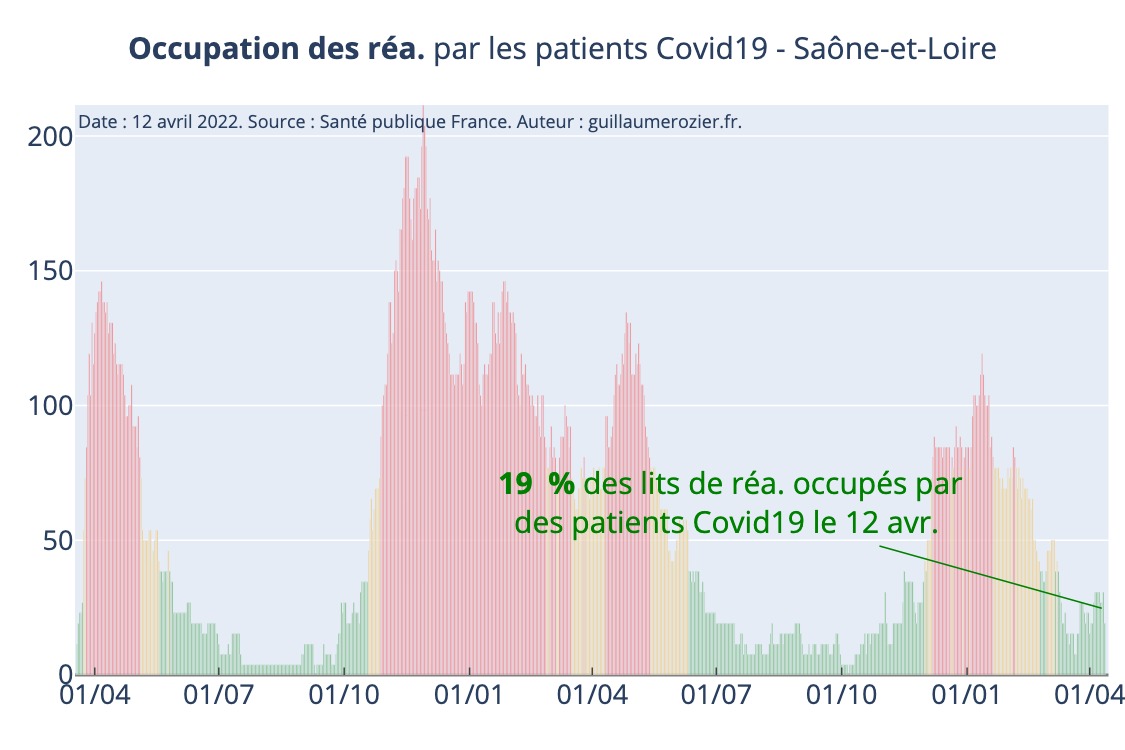 Occupation des réa. par les patients Covid19 - Saône-et-Loire
Date : 12 avril 2022. Source : Santé publique France. Auteur : guillaumerozier.fr.
200
150
100
50
0
19 % des lits de réa. occupés par
des patients Covid19 le 12 avr.
01/04 01/07 01/10 01/01 01/04 01/07 01/10 01/01 01/04